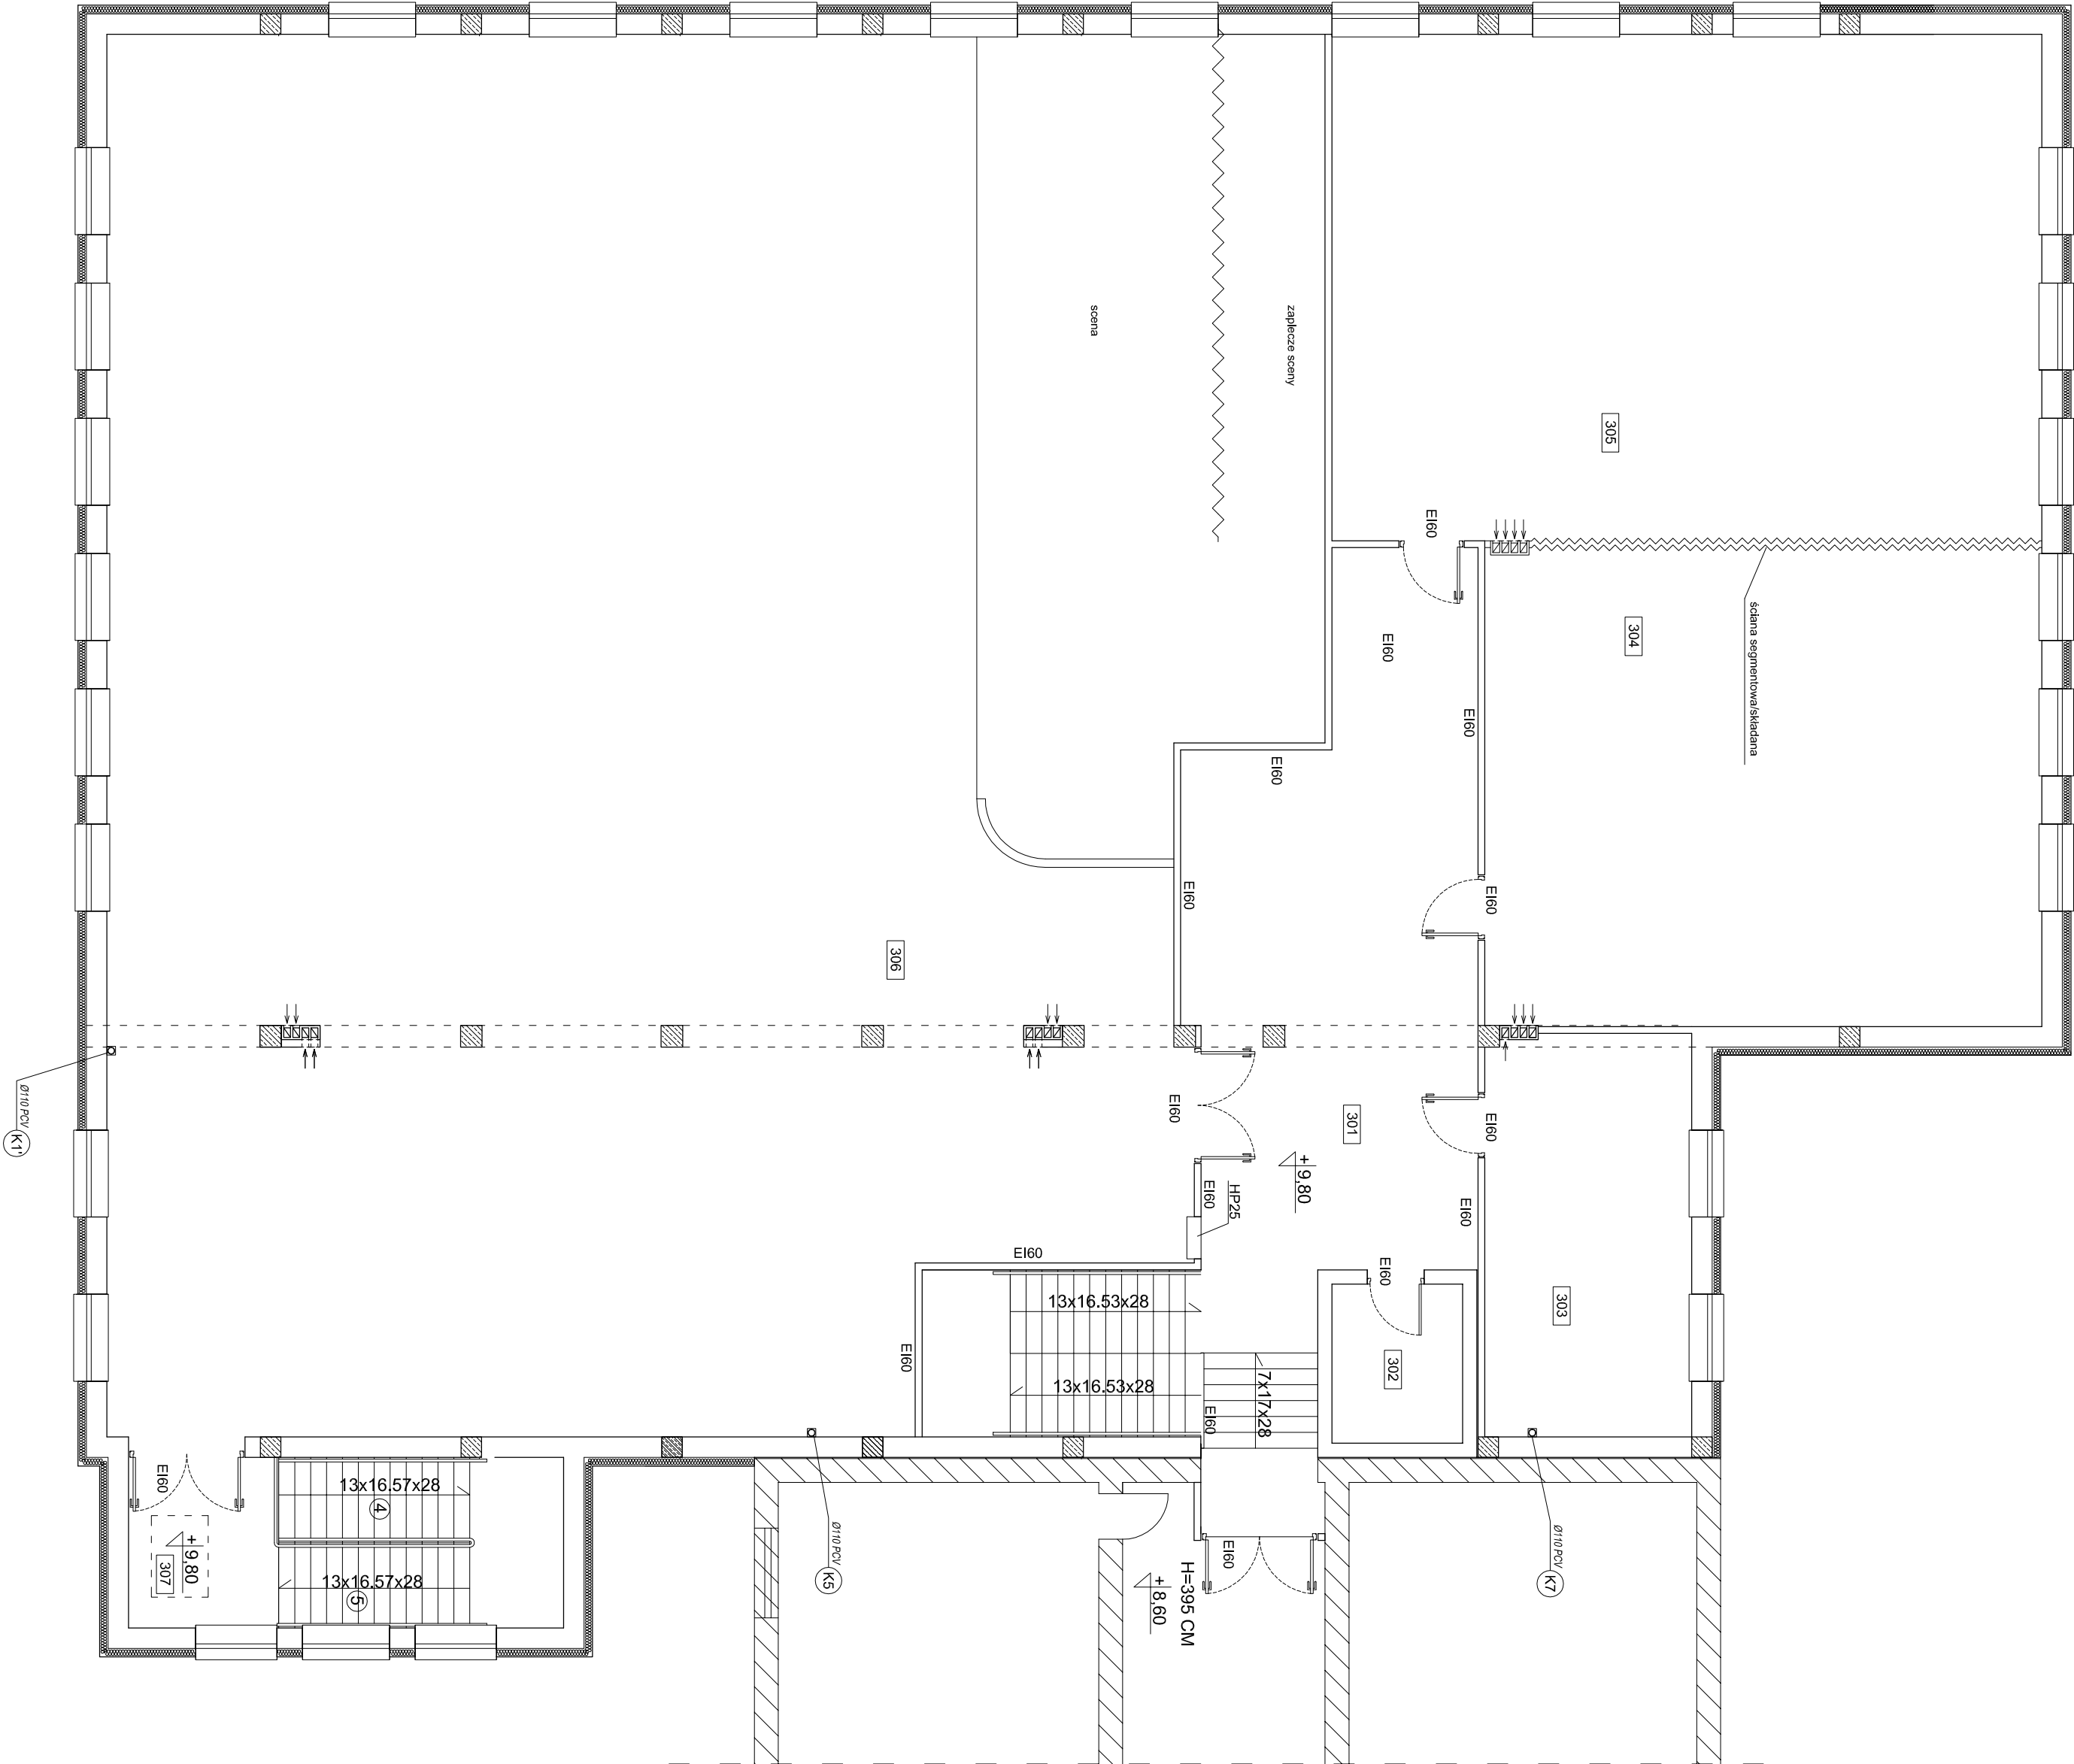 scena
zaplecze sceny
305
EI60
304
ściana segmentowa/składana
EI60
EI60
EI60
EI60
EI60
306
Ø110 PCV
K1'
EI60
301
EI60
+ 9,80
EI60
HP25
EI60
EI60
EI60
303
302
13x16.53x28
13x16.53x28
7x17x28
EI60
EI60
EI60
13x16.57x28
4
+ 9,80
307
13x16.57x28
5
Ø110 PCV
K5
EI60
H=395 CM
+ 8,60
Ø110 PCV
K7